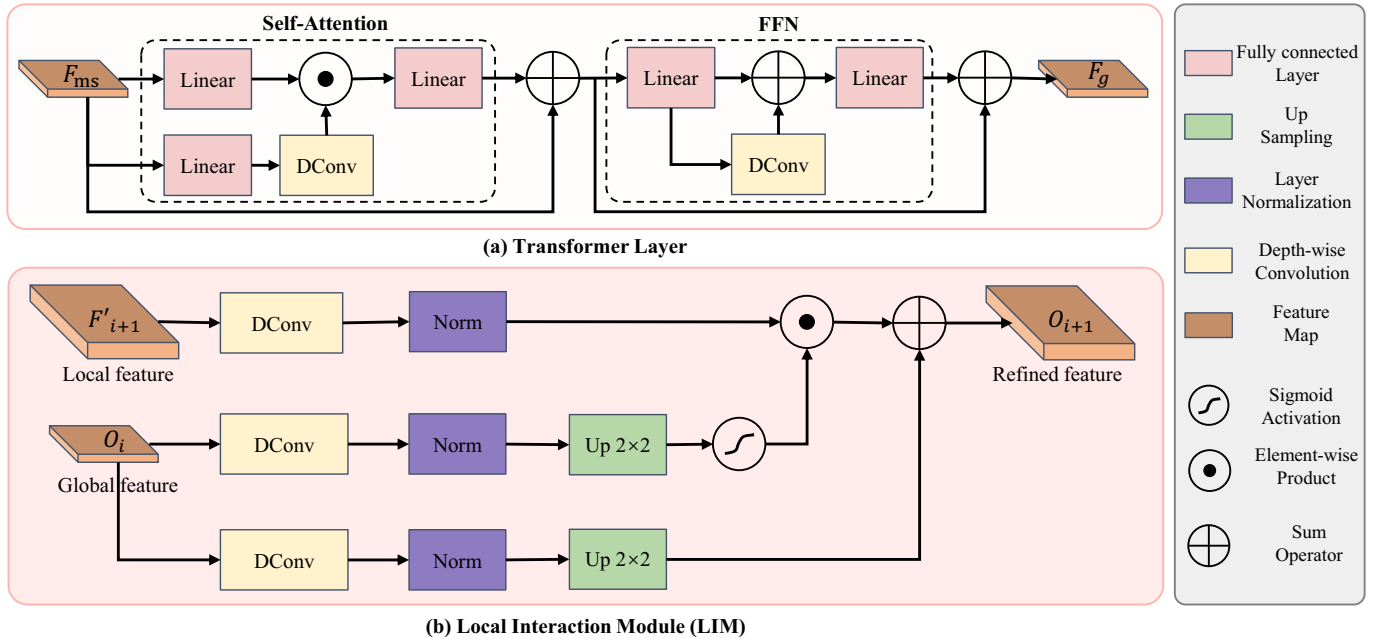 Self-Attention
FFN
F_ms
Linear
Linear
Linear
DConv
Linear
Linear
DConv
F_g
(a) Transformer Layer
F'_{i+1}
Local feature
DConv
Norm
O_{i+1}
Refined feature
O_i
Global feature
DConv
Norm
Up 2×2
DConv
Norm
Up 2×2
(b) Local Interaction Module (LIM)
Fully connected
Layer
Up
Sampling
Layer
Normalization
Depth-wise
Convolution
Feature
Map
Sigmoid
Activation
Element-wise
Product
Sum
Operator